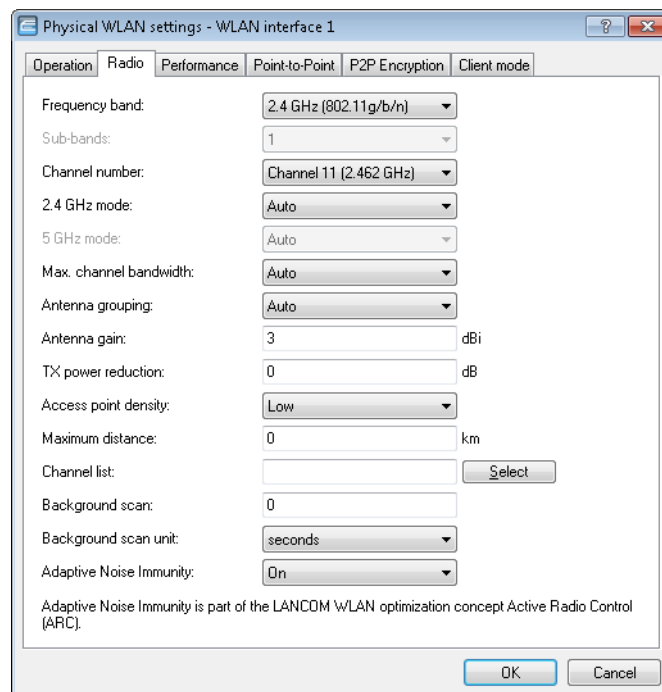 Physical WLAN settings - WLAN interface 1
Operation Radio Performance Point-to-Point P2P Encryption Client mode
Frequency band: 2.4 GHz (802.11g/b/n)
Sub-bands: 1
Channel number: Channel 11 (2.462 GHz)
2.4 GHz mode: Auto
5 GHz mode: Auto
Max. channel bandwidth: Auto
Antenna grouping: Auto
Antenna gain: 3 dBi
TX power reduction: 0 dB
Access point density: Low
Maximum distance: 0 km
Channel list: Select
Background scan: 0
Background scan unit: seconds
Adaptive Noise Immunity: On
Adaptive Noise Immunity is part of the LANCOM WLAN optimization concept Active Radio Control
(ARC).
OK Cancel